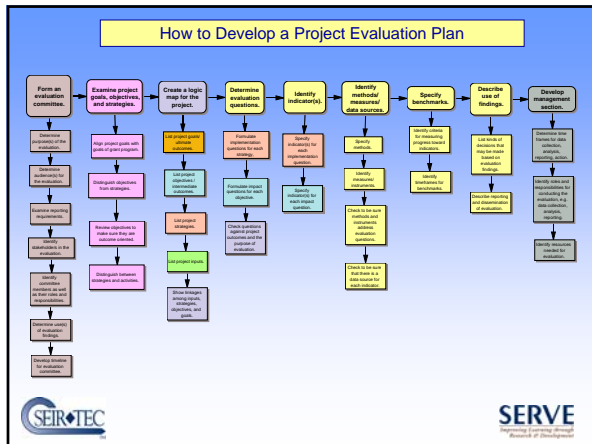 How to Develop a Project Evaluation Plan
Form an
evaluation
committee.
Determine
purpose(s) of the
evaluation.
Determine
audience(s) for
the evaluation.
Examine reporting
requirements.
Identify
stakeholders in the
evaluation.
Identify
committee
members as well
as their roles and
responsibilities.
Determine use(s)
of evaluation
findings.
Develop timeline
for evaluation
committee.
Examine project
goals, objectives,
and strategies.
Align project goals with
goals of grant program.
Distinguish objectives
from strategies.
Review objectives to
make sure they are
outcome oriented.
Distinguish between
strategies and activities.
Create a logic
map for the
project.
List project goals/
ultimate
outcomes.
List project
objectives /
intermediate
outcomes.
List project
strategies.
List project inputs.
Show linkages
among inputs,
strategies,
objectives, and
goals.
Determine
evaluation
questions.
Formulate
implementation
questions for each
strategy.
Formulate impact
questions for each
objective.
Check questions
against project
outcomes and the
purpose of
evaluation.
Identify
indicator(s).
Specify
indicator(s) for
each
implementation
question.
Specify
indicator(s) for
each impact
question.
Identify
methods/
measures/
data sources.
Specify
methods.
Identify
measures/
instruments.
Check to be sure
methods and
instruments
address
evaluation
questions.
Check to be sure
that there is a
data source for
each indicator.
Specify
benchmarks.
Identify criteria
for measuring
progress toward
indicators.
Identify
timeframes for
benchmarks.
Describe
use of
findings.
List kinds of
decisions that
may be made
based on
evaluation
findings.
Describe reporting
and dissemination
of evaluation.
Develop
management
section.
Determine time
frames for data
collection,
analysis,
reporting, action.
Identify roles and
responsibilities for
conducting the
evaluation, e.g.
data collection,
analysis,
reporting.
Identify resources
needed for
evaluation.
SEIR♦TEC
SERVE
Improving Learning through
Research & Development